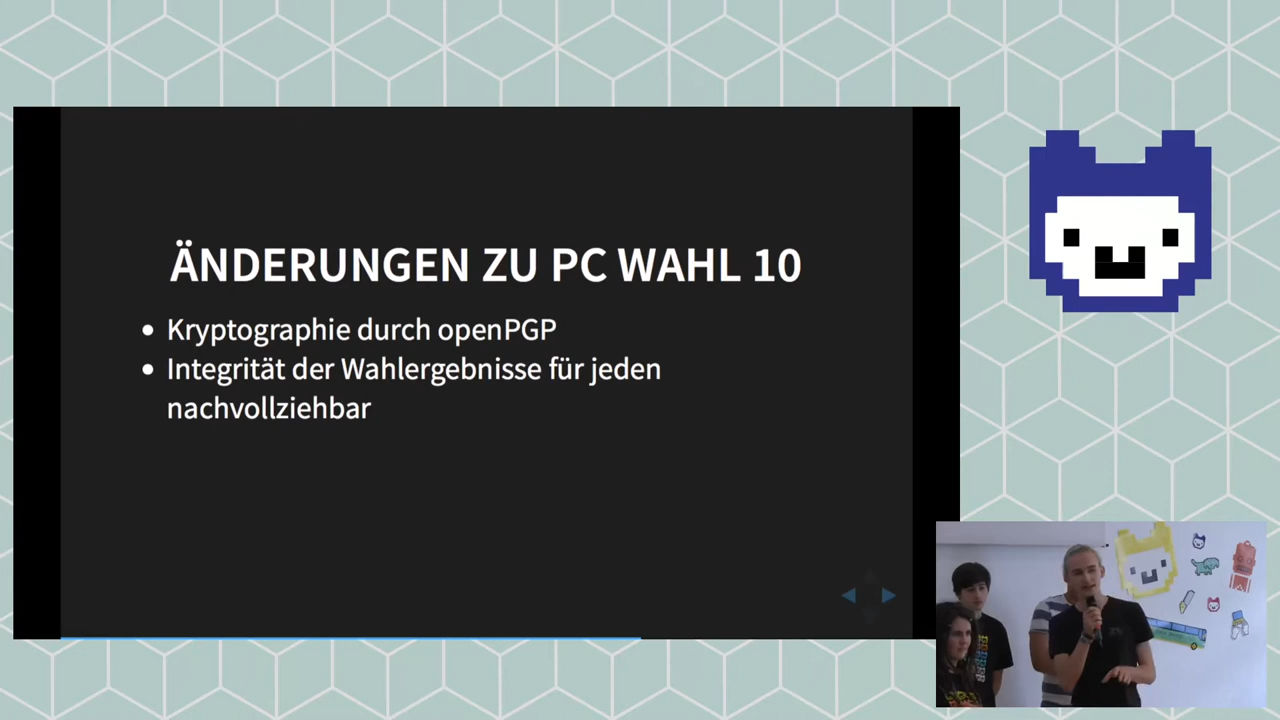 ÄNDERUNGEN ZU PC WAHL 10
Kryptographie durch openPGP
Integrität der Wahlergebnisse für jeden
nachvollziehbar